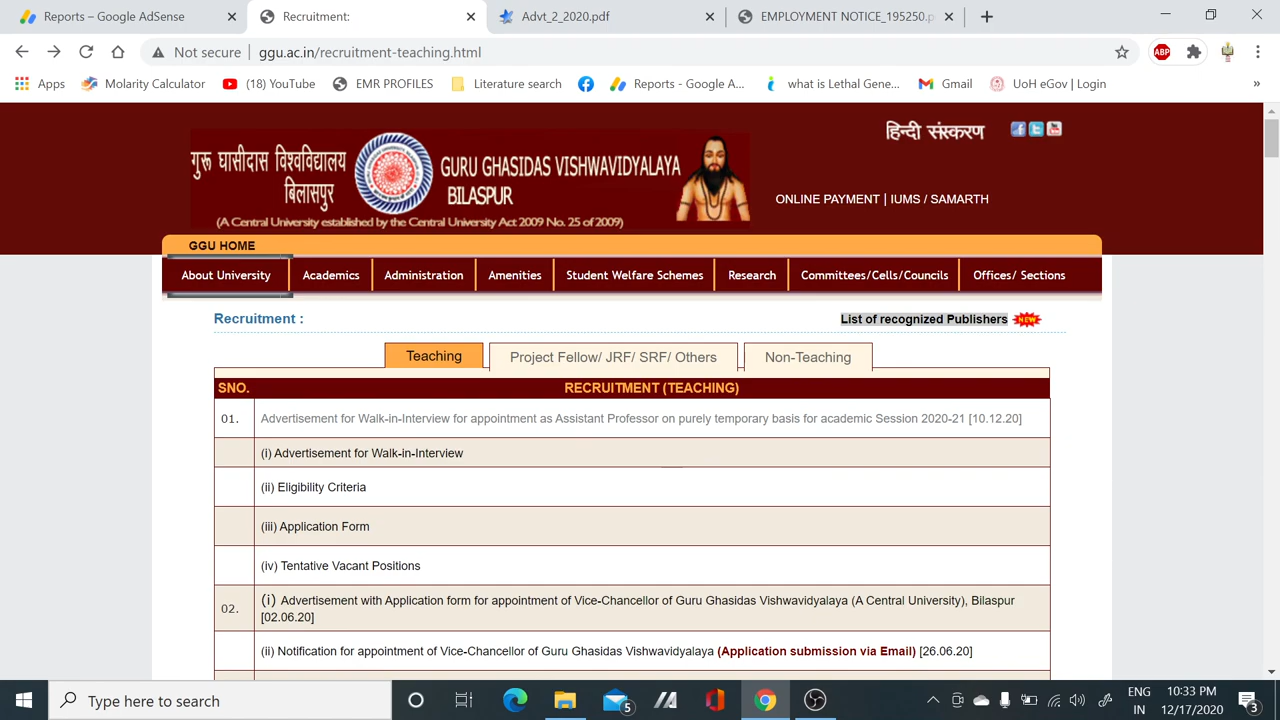 Reports – Google AdSense
Recruitment:
Advt_2_2020.pdf
EMPLOYMENT NOTICE_195250.p
Not secure
ggu.ac.in/recruitment-teaching.html
ABP
Apps
Molarity Calculator
(18) YouTube
EMR PROFILES
Literature search
Reports - Google A...
what is Lethal Gene...
Gmail
UoH eGov | Login
»
हिन्दी संस्करण
गुरू घासीदास विश्वविद्यालय
बिलासपुर
GURU GHASIDAS VISHWAVIDYALAYA
BILASPUR
(A Central University established by the Central University Act 2009 No. 25 of 2009)
ONLINE PAYMENT | IUMS / SAMARTH
GGU HOME
About University
Academics
Administration
Amenities
Student Welfare Schemes
Research
Committees/Cells/Councils
Offices/ Sections
Recruitment :
List of recognized Publishers NEW
Teaching
Project Fellow/ JRF/ SRF/ Others
Non-Teaching
SNO. RECRUITMENT (TEACHING)
01. Advertisement for Walk-in-Interview for appointment as Assistant Professor on purely temporary basis for academic Session 2020-21 [10.12.20]
(i) Advertisement for Walk-in-Interview
(ii) Eligibility Criteria
(iii) Application Form
(iv) Tentative Vacant Positions
02. (i) Advertisement with Application form for appointment of Vice-Chancellor of Guru Ghasidas Vishwavidyalaya (A Central University), Bilaspur
[02.06.20]
(ii) Notification for appointment of Vice-Chancellor of Guru Ghasidas Vishwavidyalaya (Application submission via Email) [26.06.20]
Type here to search
5
ENG
IN
10:33 PM
12/17/2020
3